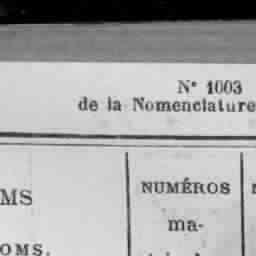 N° 1003
de la Nomenclature
NUMÉROS
MS
ma-
OMS.